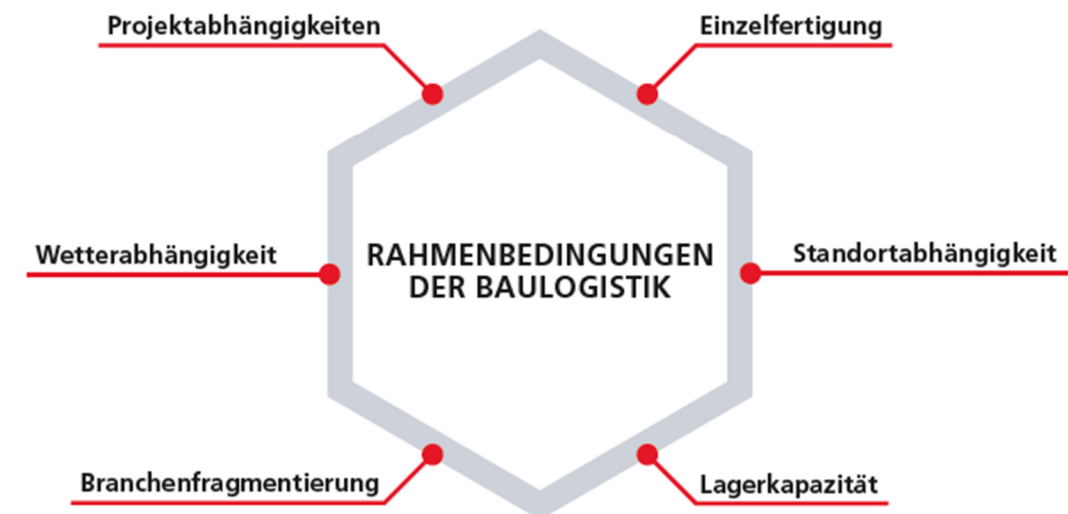 Projektabhängigkeiten
Einzelfertigung
Wetterabhängigkeit
RAHMENBEDINGUNGEN
DER BAULOGISTIK
Standortabhängigkeit
Branchenfragmentierung
Lagerkapazität